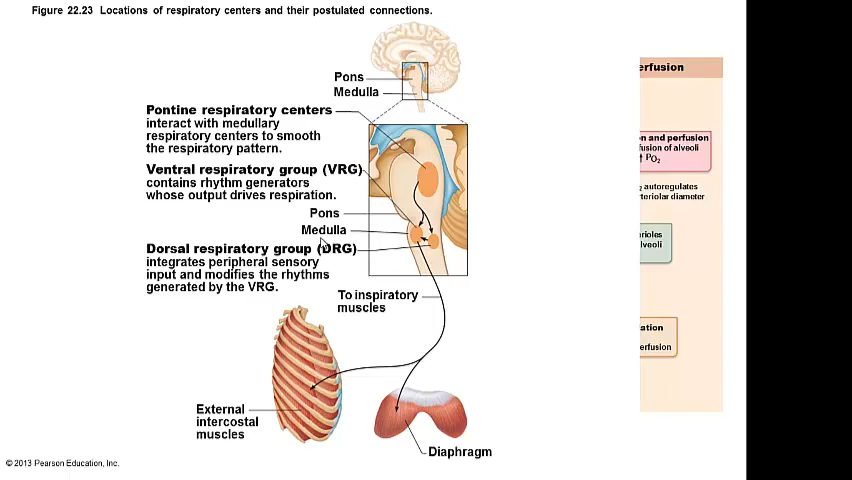 Figure 22.23 Locations of respiratory centers and their postulated connections.
Pons
Medulla
Pontine respiratory centers
interact with medullary
respiratory centers to smooth
the respiratory pattern.
Ventral respiratory group (VRG)
contains rhythm generators
whose output drives respiration.
Pons
Medulla
Dorsal respiratory group (DRG)
integrates peripheral sensory
input and modifies the rhythms
generated by the VRG.
To inspiratory
muscles
External
intercostal
muscles
Diaphragm
© 2013 Pearson Education, Inc.
erfusion
on and perfusion
fusion of alveoli
↑ PO2
2 autoregulates
rteriolar diameter
rioles
lveoli
ation
erfusion